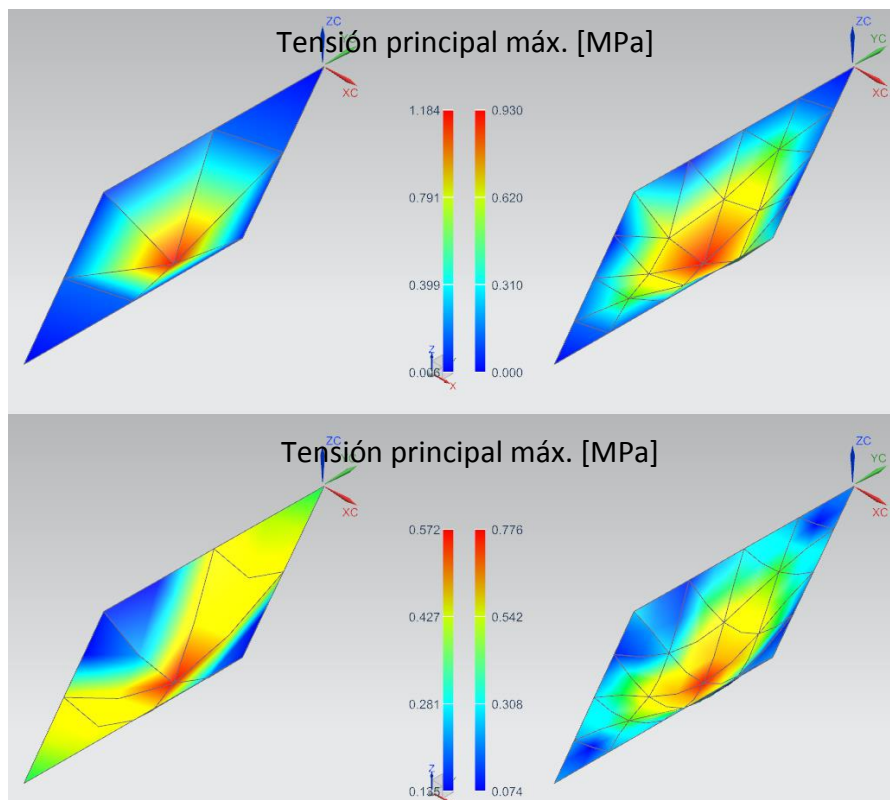 Tensión principal máx. [MPa]
ZC
YC
XC
ZC
YC
XC
1.184
0.930
0.791
0.620
0.399
0.310
0.000
Z
X
Tensión principal máx. [MPa]
ZC
YC
XC
ZC
YC
XC
0.572
0.776
0.427
0.542
0.281
0.308
0.074
Z
X